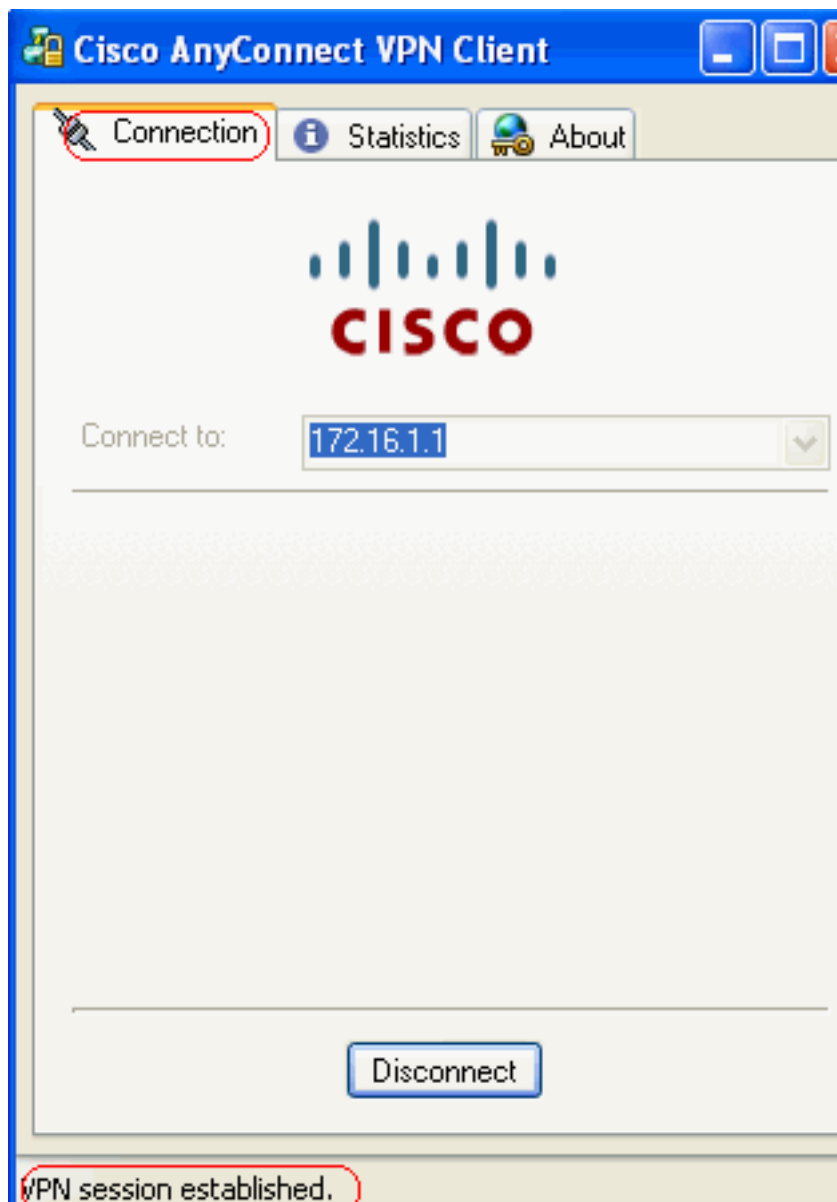 Cisco AnyConnect VPN Client
Connection Statistics About
CISCO
Connect to: 172.16.1.1
Disconnect
VPN session established.